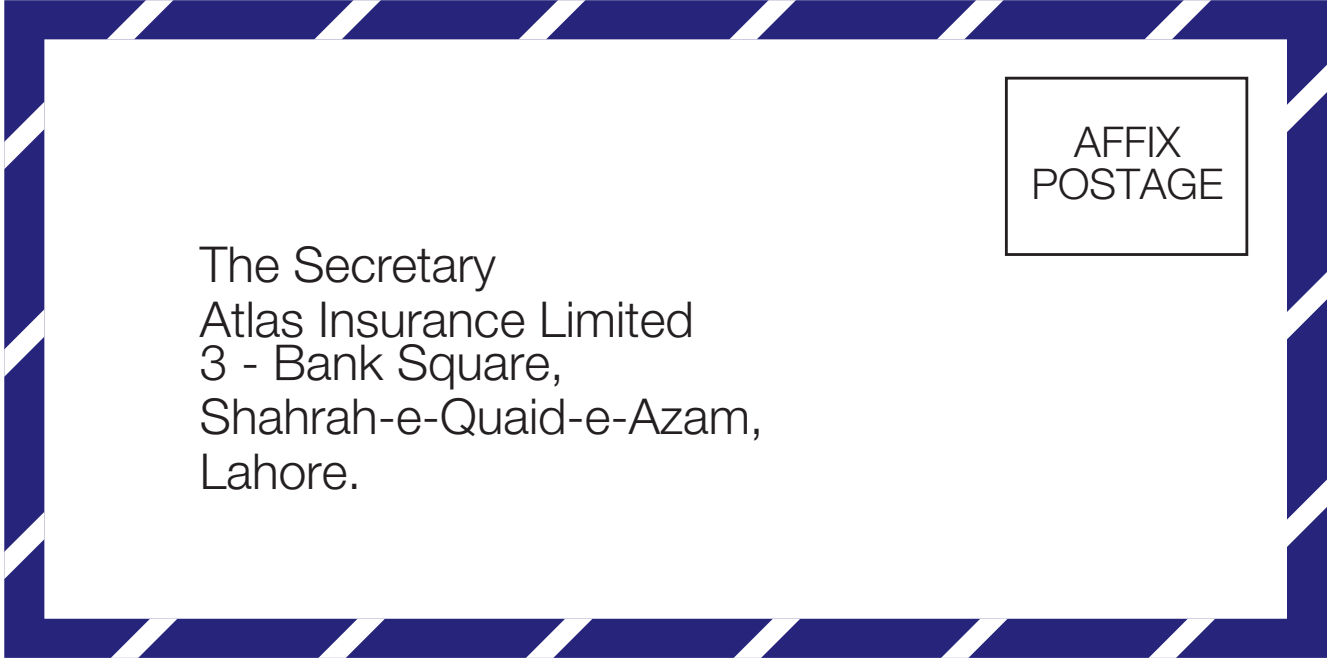 AFFIX
POSTAGE
The Secretary
Atlas Insurance Limited
3 - Bank Square,
Shahrah-e-Quaid-e-Azam,
Lahore.